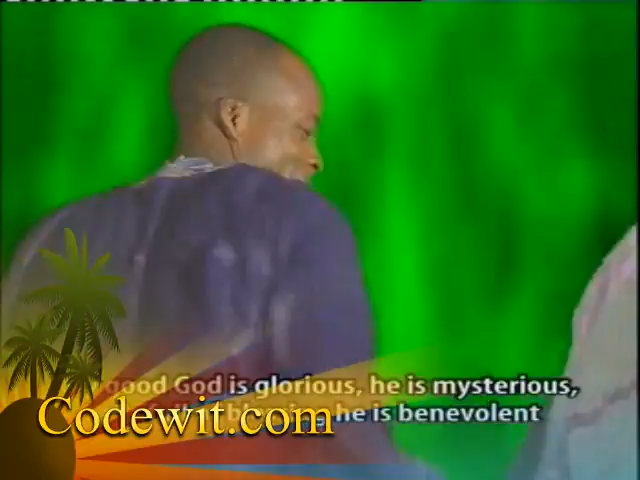 good God is glorious, he is mysterious,
he is benevolent
Codewit.com